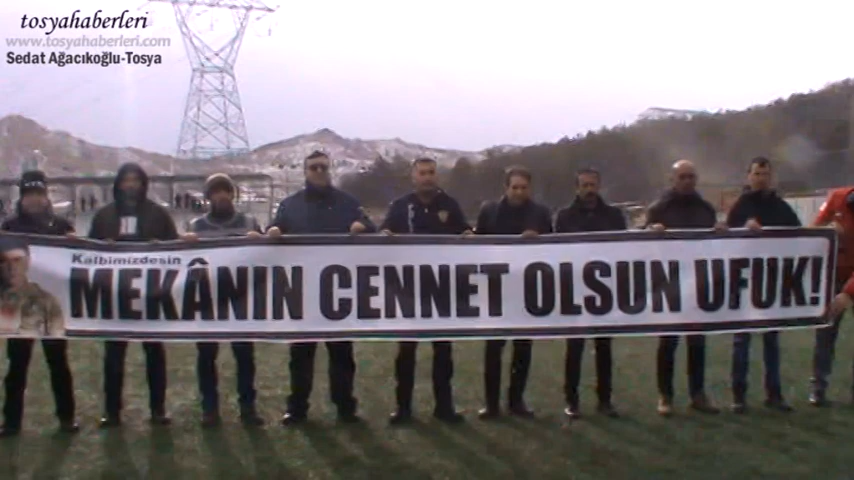 tosyahaberleri
www.tosyahaberleri.com
Sedat Ağacıkoğlu-Tosya
Kalbimizdesin
MEKÂNIN CENNET OLSUN UFUK!